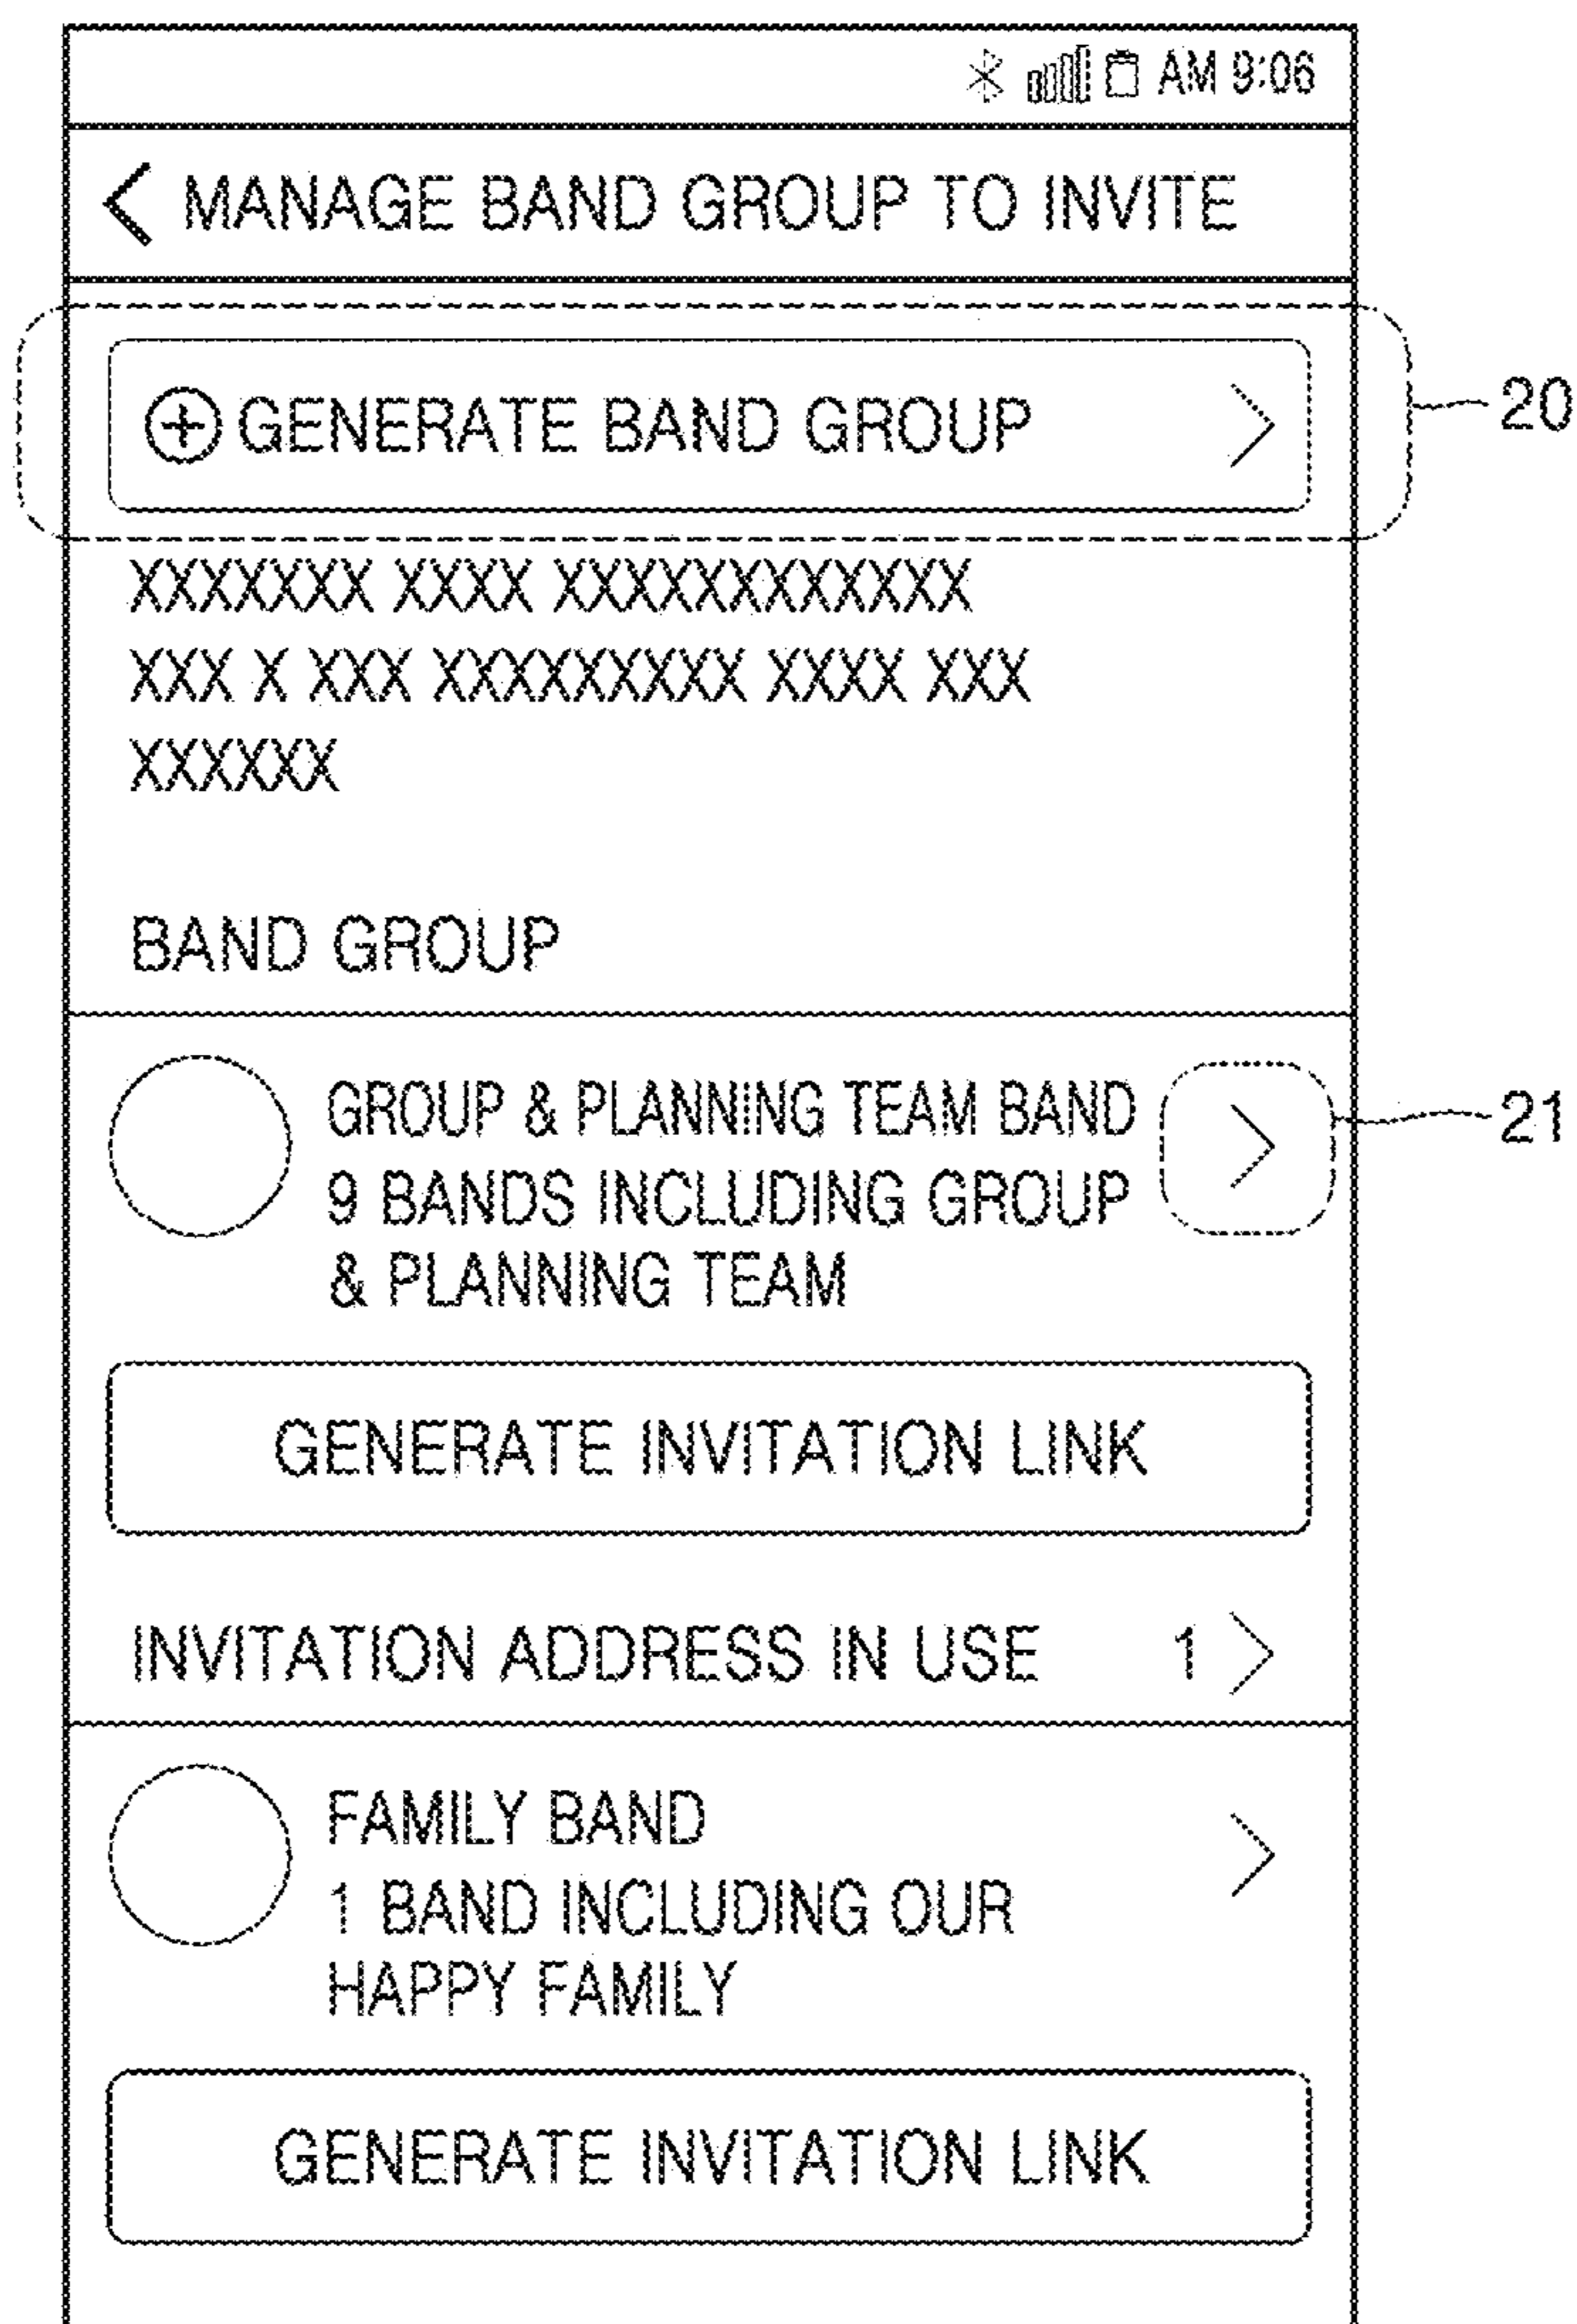 AM 9:06
< MANAGE BAND GROUP TO INVITE
⊕ GENERATE BAND GROUP >
20
XXXXXXX XXXX XXXXXXXXXXXX
XXX X XXX XXXXXXXXX XXXX XXX
XXXXXX
BAND GROUP
GROUP & PLANNING TEAM BAND >
21
9 BANDS INCLUDING GROUP
& PLANNING TEAM
GENERATE INVITATION LINK
INVITATION ADDRESS IN USE 1 >
FAMILY BAND >
1 BAND INCLUDING OUR
HAPPY FAMILY
GENERATE INVITATION LINK